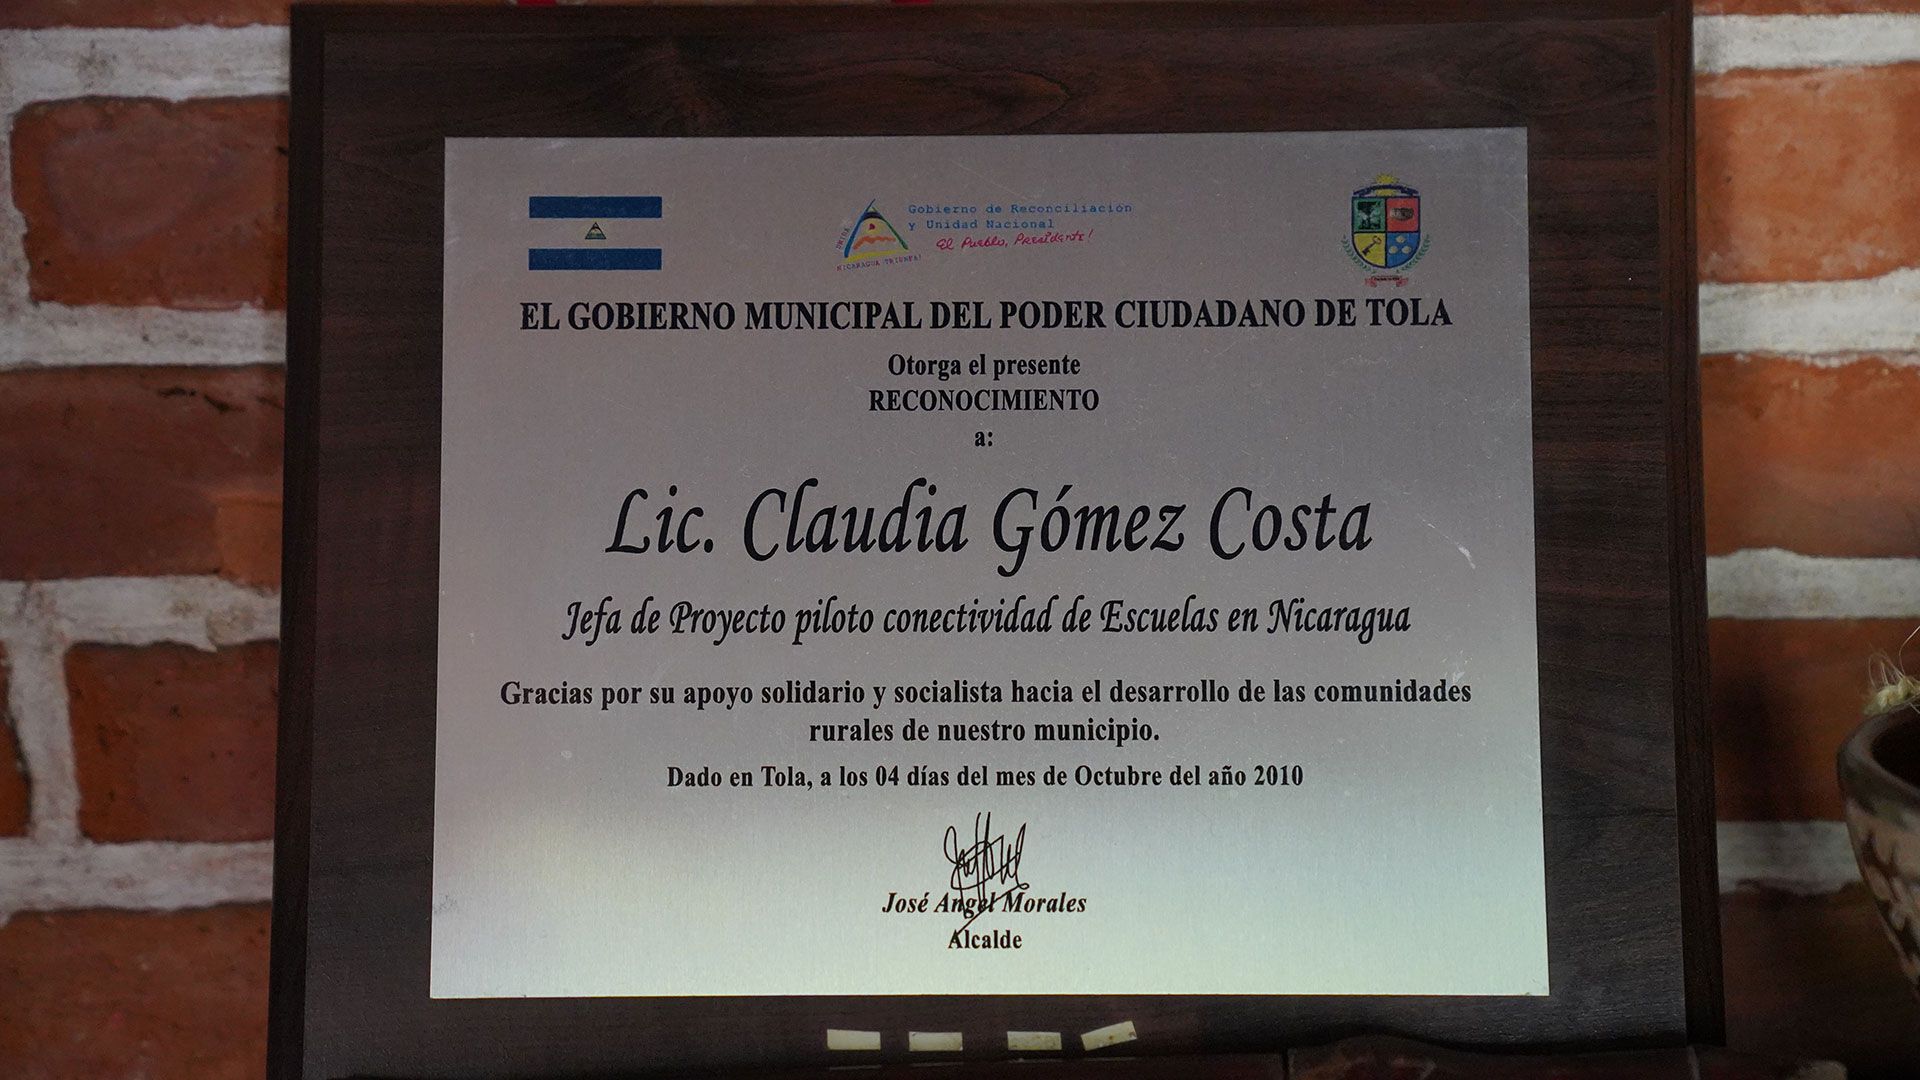 Gobierno de Reconciliación
y Unidad Nacional
El Pueblo, Presidente!
UNIDA
NICARAGUA TRIUNFA!
EL GOBIERNO MUNICIPAL DEL PODER CIUDADANO DE TOLA
Otorga el presente
RECONOCIMIENTO
a:
Lic. Claudia Gómez Costa
Jefa de Proyecto piloto conectividad de Escuelas en Nicaragua
Gracias por su apoyo solidario y socialista hacia el desarrollo de las comunidades
rurales de nuestro municipio.
Dado en Tola, a los 04 días del mes de Octubre del año 2010
José Angel Morales
Alcalde